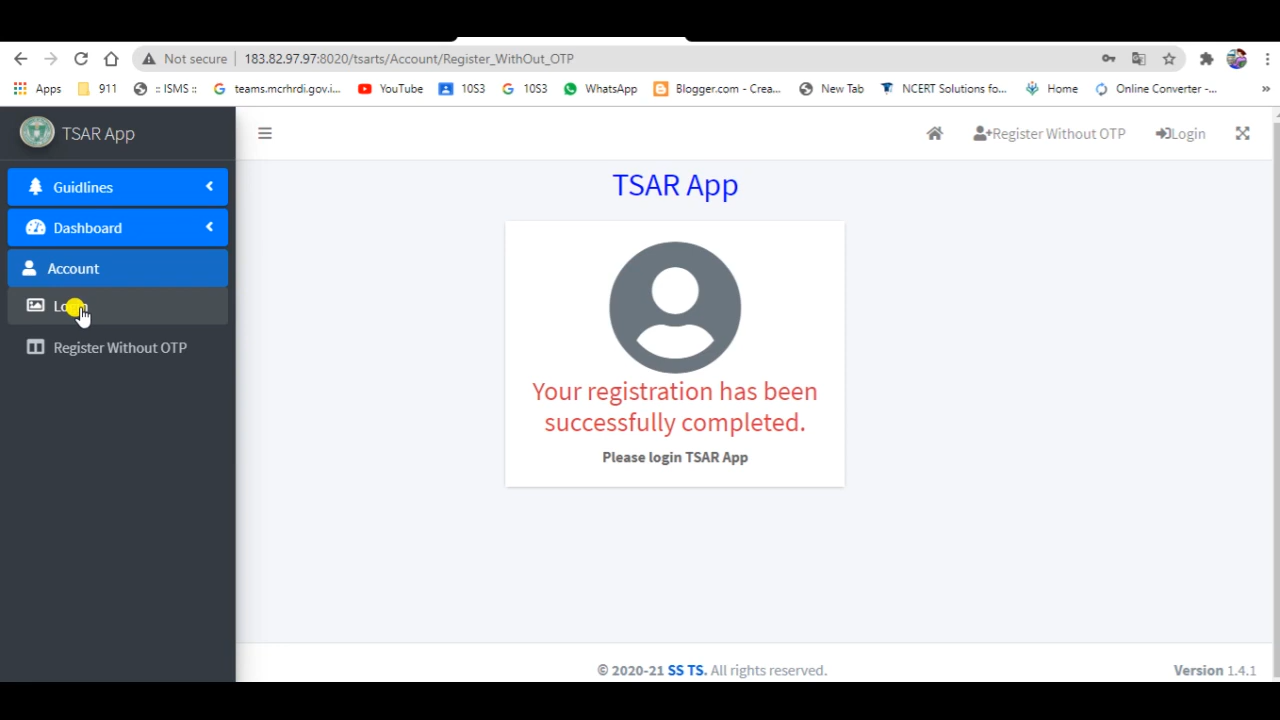 Not secure 183.82.97.97:8020/tsarts/Account/Register_WithOut_OTP
Apps 911 :: ISMS :: teams.mcrhrdi.gov.i... YouTube 10S3 10S3 WhatsApp Blogger.com - Crea... New Tab NCERT Solutions fo... Home Online Converter -... »
TSAR App
Register Without OTP Login
Guidlines
Dashboard
Account
Login
Register Without OTP
TSAR App
Your registration has been
successfully completed.
Please login TSAR App
© 2020-21 SS TS. All rights reserved.
Version 1.4.1